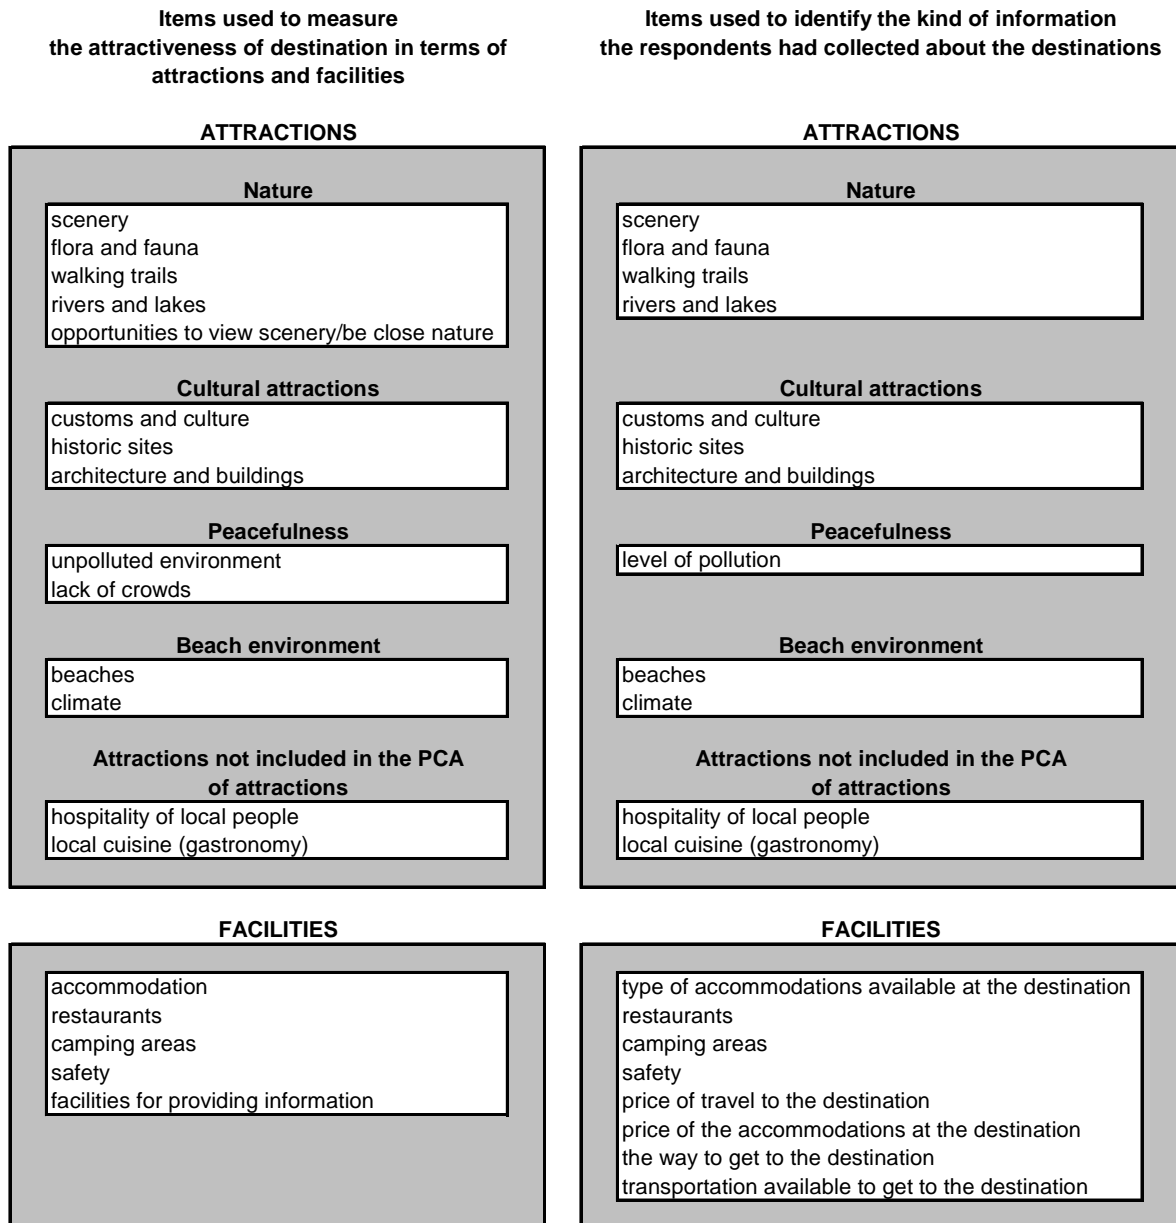 Items used to measure
the attractiveness of destination in terms of
attractions and facilities
ATTRACTIONS
Nature
scenery
flora and fauna
walking trails
rivers and lakes
opportunities to view scenery/be close nature
Cultural attractions
customs and culture
historic sites
architecture and buildings
Peacefulness
unpolluted environment
lack of crowds
Beach environment
beaches
climate
Attractions not included in the PCA
of attractions
hospitality of local people
local cuisine (gastronomy)
FACILITIES
accommodation
restaurants
camping areas
safety
facilities for providing information
Items used to identify the kind of information
the respondents had collected about the destinations
ATTRACTIONS
Nature
scenery
flora and fauna
walking trails
rivers and lakes
Cultural attractions
customs and culture
historic sites
architecture and buildings
Peacefulness
level of pollution
Beach environment
beaches
climate
Attractions not included in the PCA
of attractions
hospitality of local people
local cuisine (gastronomy)
FACILITIES
type of accommodations available at the destination
restaurants
camping areas
safety
price of travel to the destination
price of the accommodations at the destination
the way to get to the destination
transportation available to get to the destination